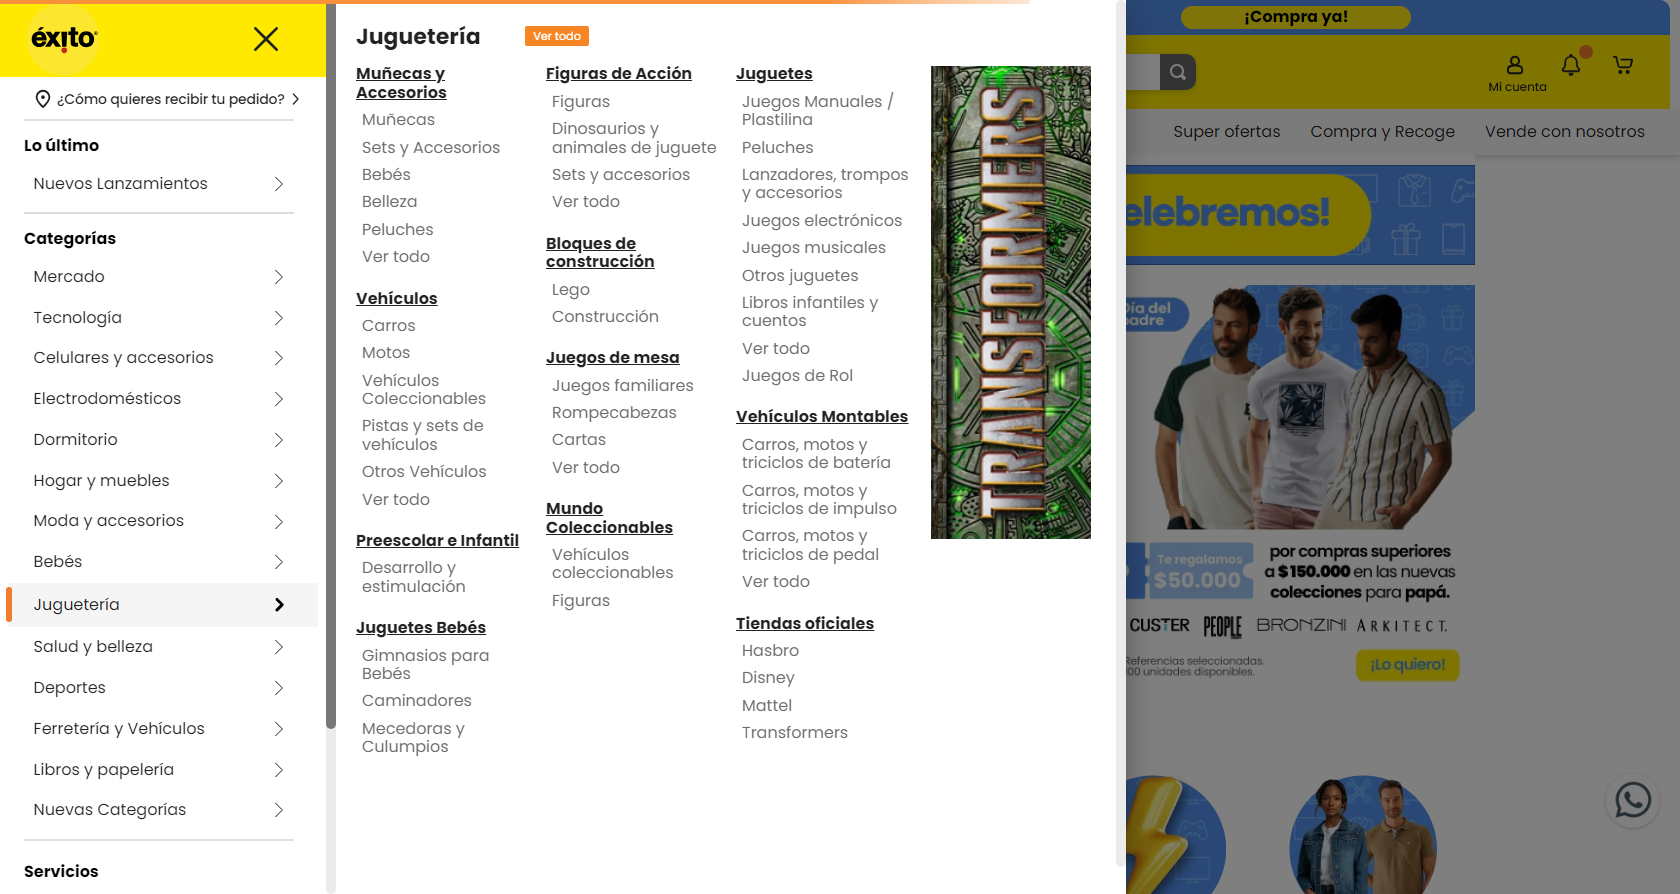 éxito
¿Cómo quieres recibir tu pedido?
Lo último
Nuevos Lanzamientos
Categorías
Mercado
Tecnología
Celulares y accesorios
Electrodomésticos
Dormitorio
Hogar y muebles
Moda y accesorios
Bebés
Juguetería
Salud y belleza
Deportes
Ferretería y Vehículos
Libros y papelería
Nuevas Categorías
Servicios
Juguetería
Ver todo
Muñecas y
Accesorios
Muñecas
Sets y Accesorios
Bebés
Belleza
Peluches
Ver todo
Vehículos
Carros
Motos
Vehículos
Coleccionables
Pistas y sets de
vehículos
Otros Vehículos
Ver todo
Preescolar e Infantil
Desarrollo y
estimulación
Juguetes Bebés
Gimnasios para
Bebés
Caminadores
Mecedoras y
Culumpios
Figuras de Acción
Figuras
Dinosaurios y
animales de juguete
Sets y accesorios
Ver todo
Bloques de
construcción
Lego
Construcción
Juegos de mesa
Juegos familiares
Rompecabezas
Cartas
Ver todo
Mundo
Coleccionables
Vehículos
coleccionables
Figuras
Juguetes
Juegos Manuales /
Plastilina
Peluches
Lanzadores, trompos
y accesorios
Juegos electrónicos
Juegos musicales
Otros juguetes
Libros infantiles y
cuentos
Ver todo
Juegos de Rol
Vehículos Montables
Carros, motos y
triciclos de batería
Carros, motos y
triciclos de impulso
Carros, motos y
triciclos de pedal
Ver todo
Tiendas oficiales
Hasbro
Disney
Mattel
Transformers
TRANSFORMERS
¡Compra ya!
Mi cuenta
Super ofertas
Compra y Recoge
Vende con nosotros
elebremos!
Día del
padre
Te regalamos
$50.000
por compras superiores
a $150.000 en las nuevas
colecciones para papá.
CUSTER PEOPLE BRONZINI ARKITECT.
Referencias seleccionadas.
00 unidades disponibles.
¡Lo quiero!